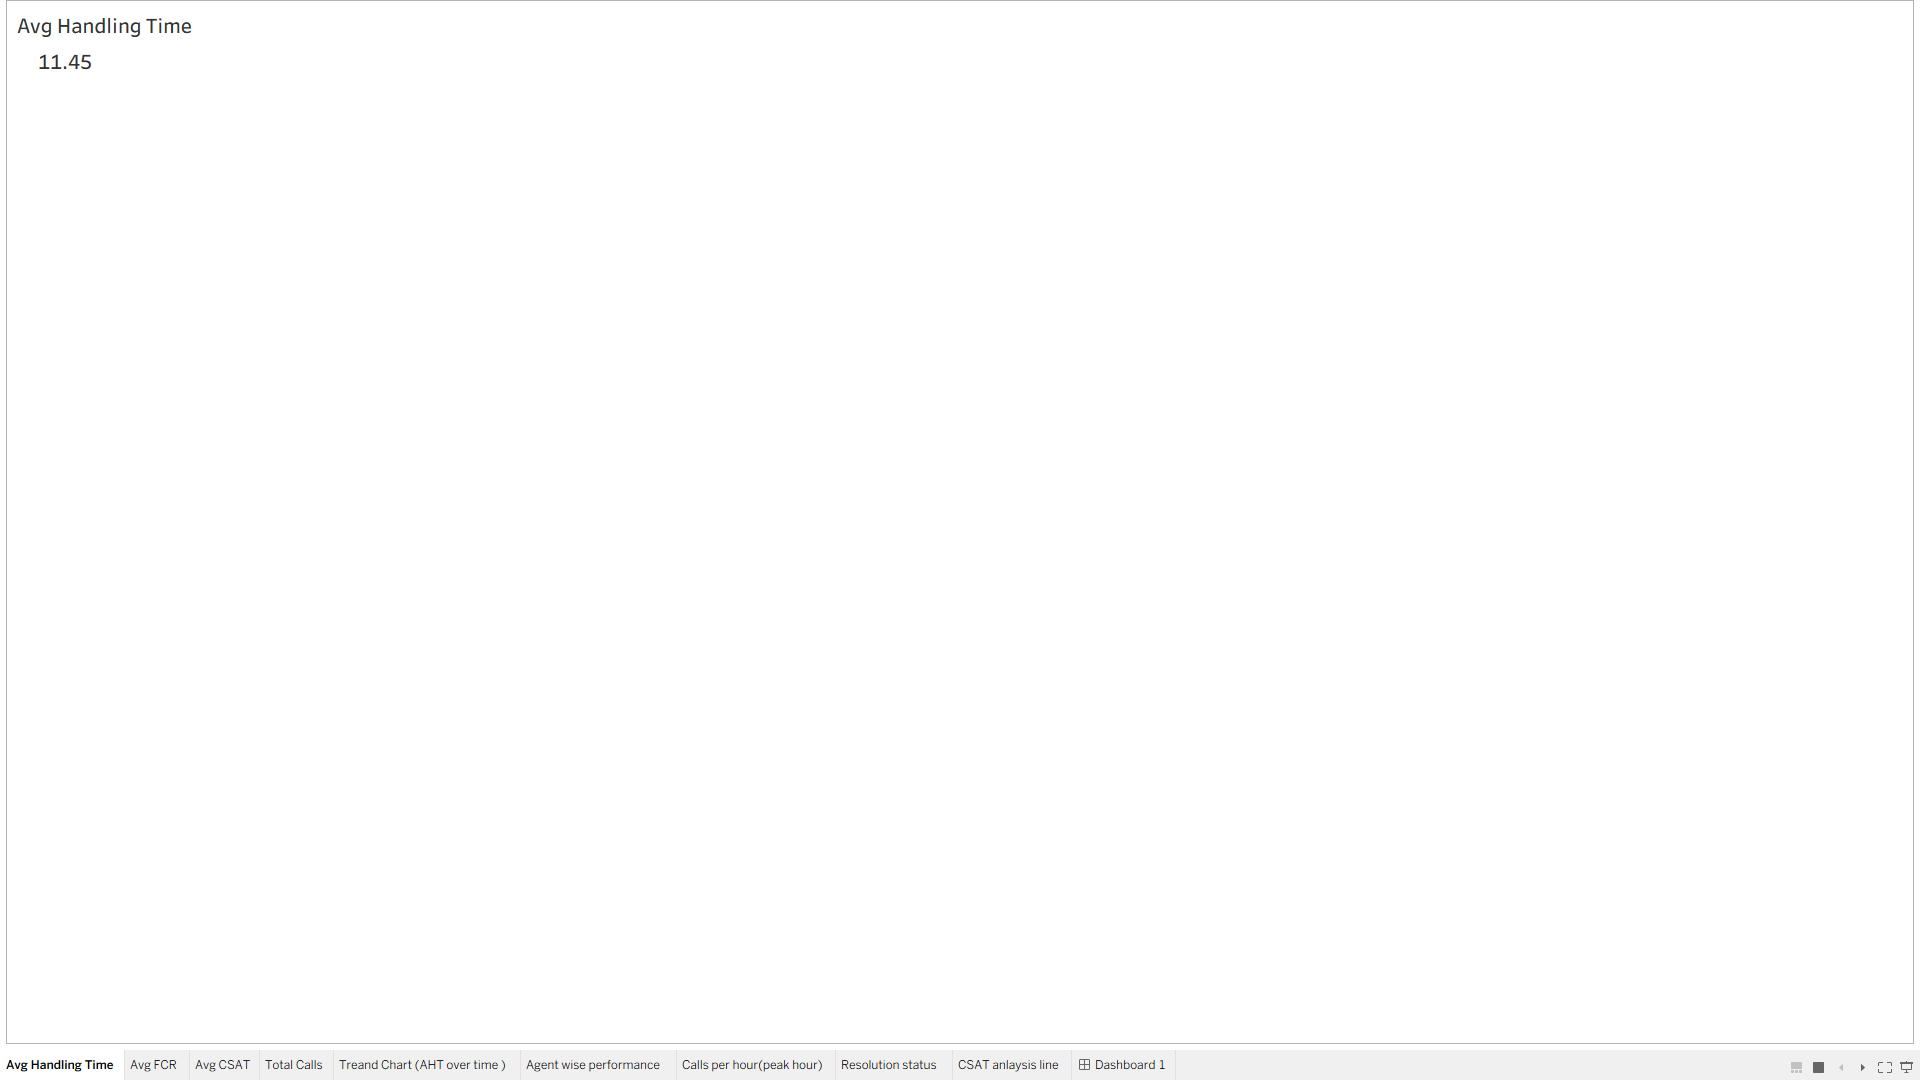 Avg Handling Time
11.45
Avg Handling Time Avg FCR Avg CSAT Total Calls Treand Chart (AHT over time ) Agent wise performance Calls per hour(peak hour) Resolution status CSAT anlaysis line Dashboard 1